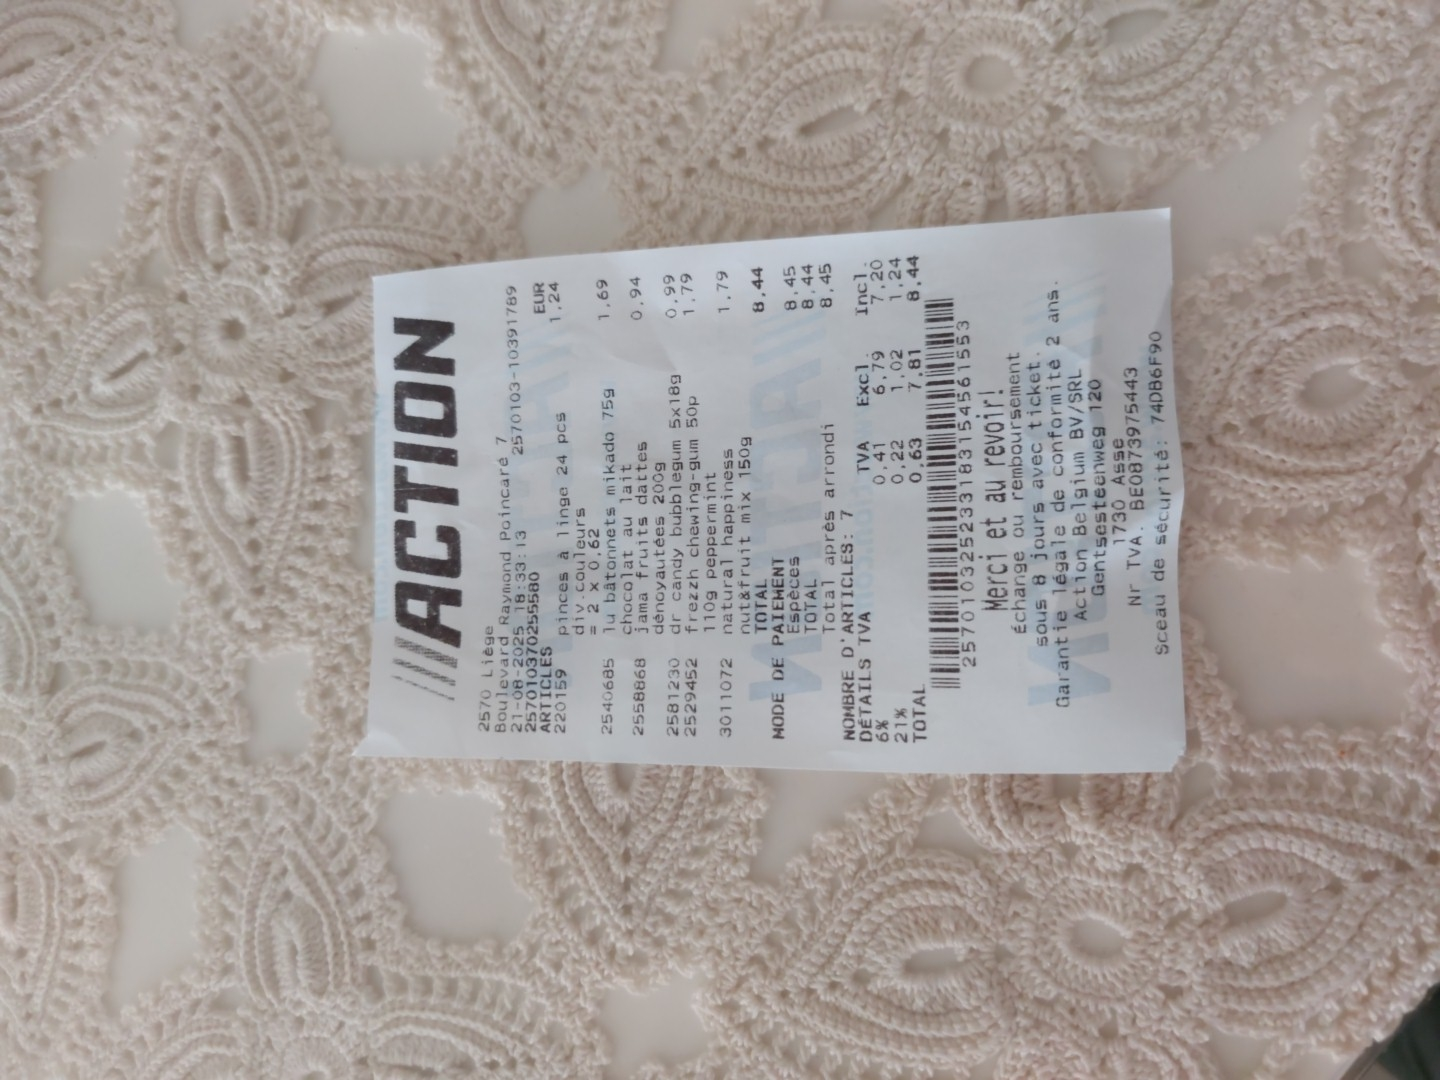 ///ACTION
2570 Liège
Boulevard Raymond Poincaré 7
21-08-2025 18:33:13 2570103-10391789
257010370255580
ARTICLES EUR
220159 pinces à linge 24 pcs 1,24
div.couleurs
= 2 x 0,62
2540685 lu bâtonnets mikado 75g 1,69
chocolat au lait
2558868 jama fruits dattes 0,94
dénoyautées 200g
2581230 dr candy bubblegum 5x18g 0,99
2529452 frezzh chewing-gum 50p 1,79
110g peppermint
3011072 natural happiness 1,79
nut&fruit mix 150g
TOTAL 8,44
MODE DE PAIEMENT
Espèces 8,45
TOTAL 8,44
Total après arrondi 8,45
NOMBRE D'ARTICLES: 7
DÉTAILS TVA TVA Excl. Incl.
6% 0,41 6,79 7,20
21% 0,22 1,02 1,24
TOTAL 0,63 7,81 8,44
25701032523318315456​1553
Merci et au revoir!
Échange ou remboursement
sous 8 jours avec ticket.
Garantie légale de conformité 2 ans.
Action Belgium BV/SRL
Gentsesteenweg 120
1730 Asse
Nr TVA. BE0873975443
Sceau de sécurité: 74DB6F90